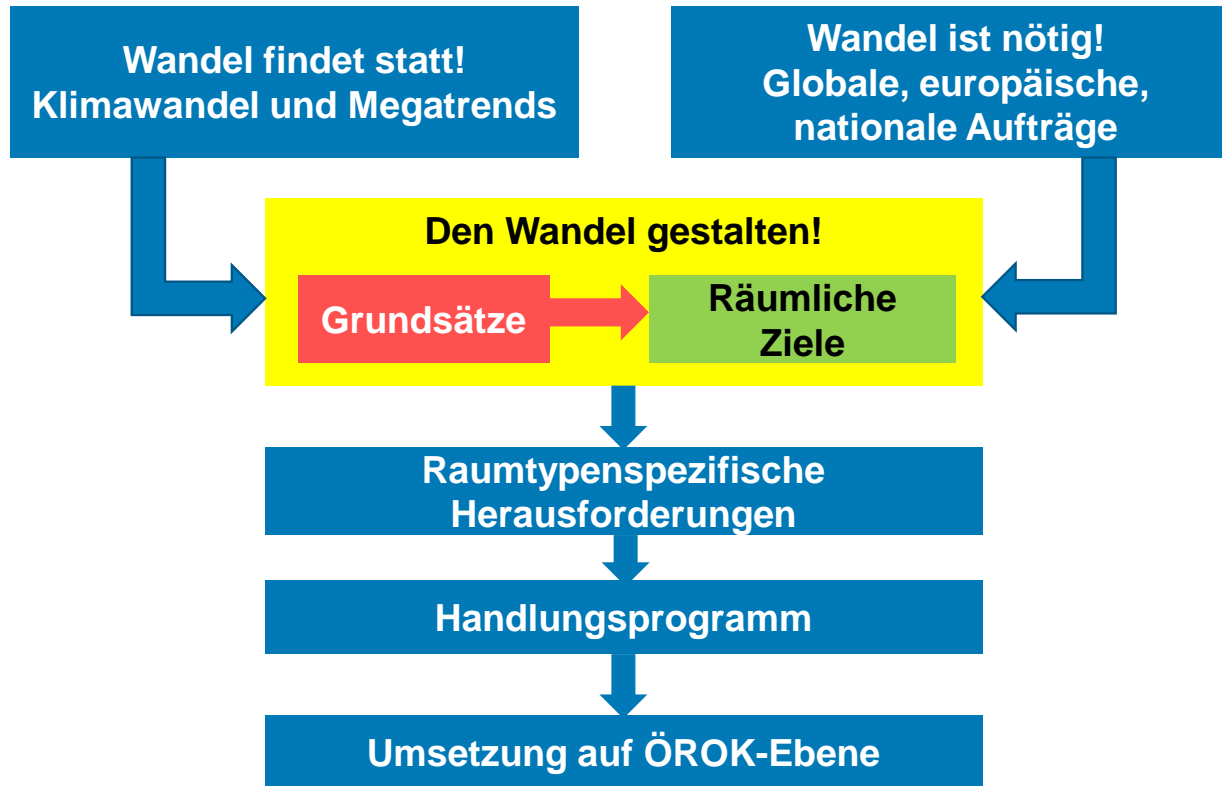 Wandel findet statt!
Klimawandel und Megatrends
Wandel ist nötig!
Globale, europäische,
nationale Aufträge
Den Wandel gestalten!
Grundsätze
Räumliche
Ziele
Raumtypenspezifische
Herausforderungen
Handlungsprogramm
Umsetzung auf ÖROK-Ebene